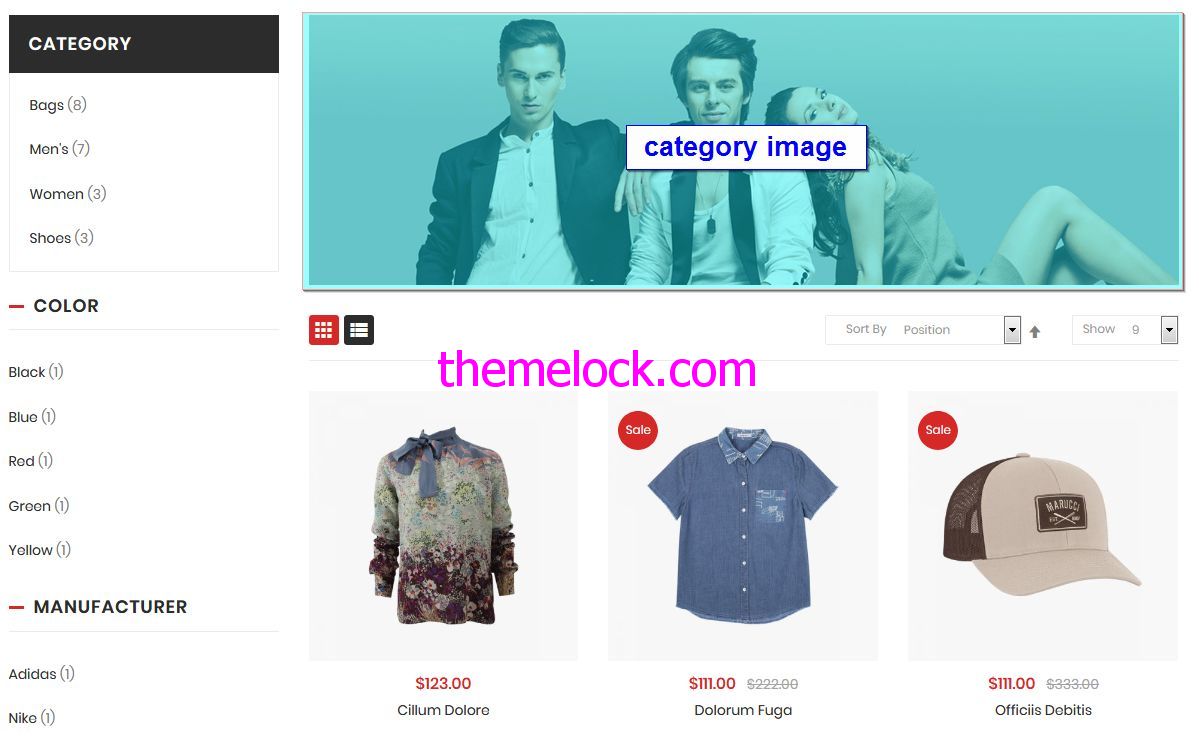 CATEGORY
Bags (8)
Men's (7)
Women (3)
Shoes (3)
COLOR
Black (1)
Blue (1)
Red (1)
Green (1)
Yellow (1)
MANUFACTURER
Adidas (1)
Nike (1)
category image
Sort By Position
Show 9
themelock.com
Sale
Sale
MARUCCI
$123.00
Cillum Dolore
$111.00 $222.00
Dolorum Fuga
$111.00 $333.00
Officiis Debitis